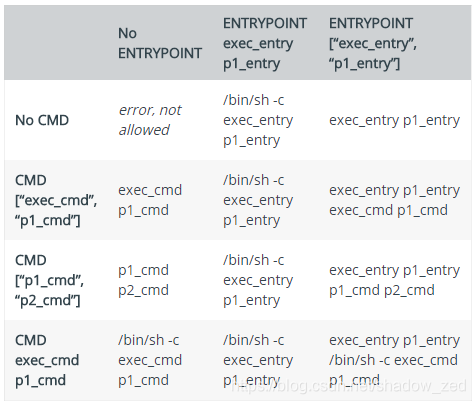 No
ENTRYPOINT
ENTRYPOINT
exec_entry
p1_entry
ENTRYPOINT
[“exec_entry”,
“p1_entry”]
No CMD
error, not
allowed
/bin/sh -c
exec_entry
p1_entry
exec_entry p1_entry
CMD
[“exec_cmd”,
“p1_cmd”]
exec_cmd
p1_cmd
/bin/sh -c
exec_entry
p1_entry
exec_entry p1_entry
exec_cmd p1_cmd
CMD
[“p1_cmd”,
“p2_cmd”]
p1_cmd
p2_cmd
/bin/sh -c
exec_entry
p1_entry
exec_entry p1_entry
p1_cmd p2_cmd
CMD
exec_cmd
p1_cmd
/bin/sh -c
exec_cmd
p1_cmd
/bin/sh -c
exec_entry
p1_entry
exec_entry p1_entry
/bin/sh -c exec_cmd
p1_cmd
https://blog.csdn.net/shadow_zed